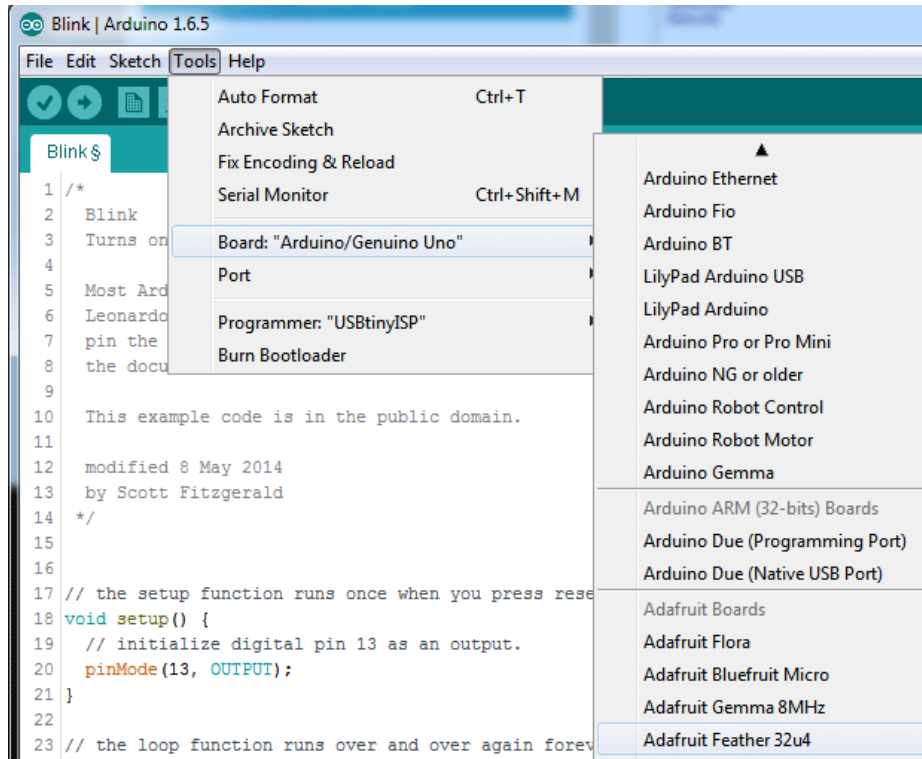 Blink | Arduino 1.6.5
File Edit Sketch Tools Help
Auto Format Ctrl+T
Archive Sketch
Fix Encoding & Reload
Serial Monitor Ctrl+Shift+M
Board: "Arduino/Genuino Uno"
Port
Programmer: "USBtinyISP"
Burn Bootloader
Arduino Ethernet
Arduino Fio
Arduino BT
LilyPad Arduino USB
LilyPad Arduino
Arduino Pro or Pro Mini
Arduino NG or older
Arduino Robot Control
Arduino Robot Motor
Arduino Gemma
Arduino ARM (32-bits) Boards
Arduino Due (Programming Port)
Arduino Due (Native USB Port)
Adafruit Boards
Adafruit Flora
Adafruit Bluefruit Micro
Adafruit Gemma 8MHz
Adafruit Feather 32u4
Blink §
1 /*
2 Blink
3 Turns on
4
5 Most Ard
6 Leonardo
7 pin the
8 the docu
9
10 This example code is in the public domain.
11
12 modified 8 May 2014
13 by Scott Fitzgerald
14 */
15
16
17 // the setup function runs once when you press rese
18 void setup() {
19 // initialize digital pin 13 as an output.
20 pinMode(13, OUTPUT);
21 }
22
23 // the loop function runs over and over again forev